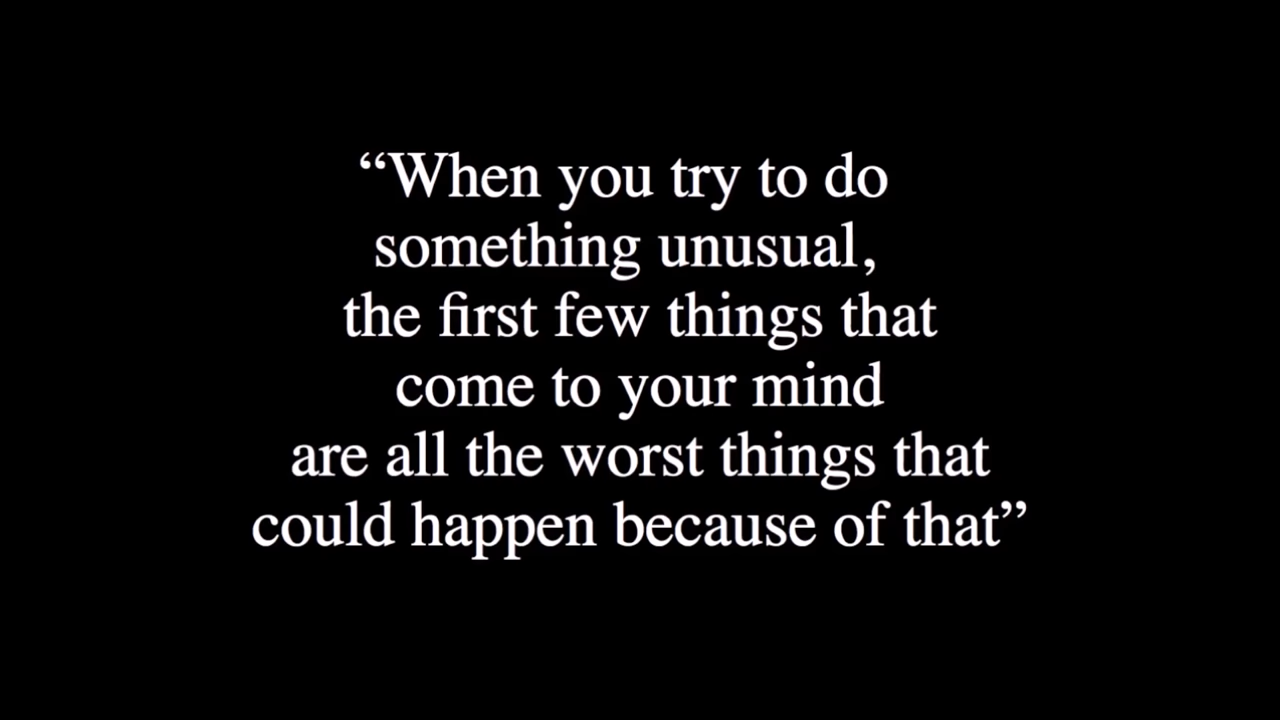 “When you try to do
something unusual,
the first few things that
come to your mind
are all the worst things that
could happen because of that”